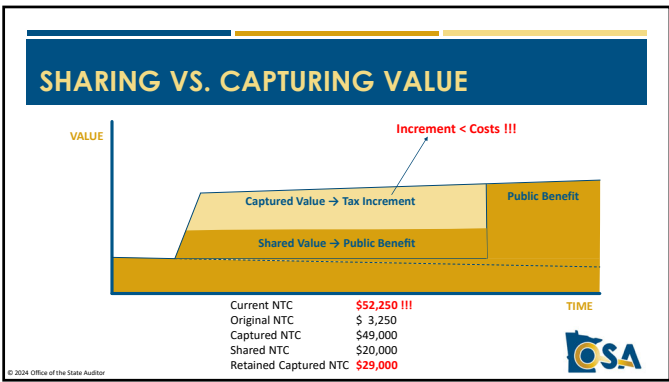 SHARING VS. CAPTURING VALUE
Increment < Costs !!!
VALUE
Captured Value → Tax Increment
Public Benefit
Shared Value → Public Benefit
Current NTC $52,250 !!!
TIME
Original NTC $ 3,250
Captured NTC $49,000
Shared NTC $20,000
Retained Captured NTC $29,000
OSA
© 2024 Office of the State Auditor